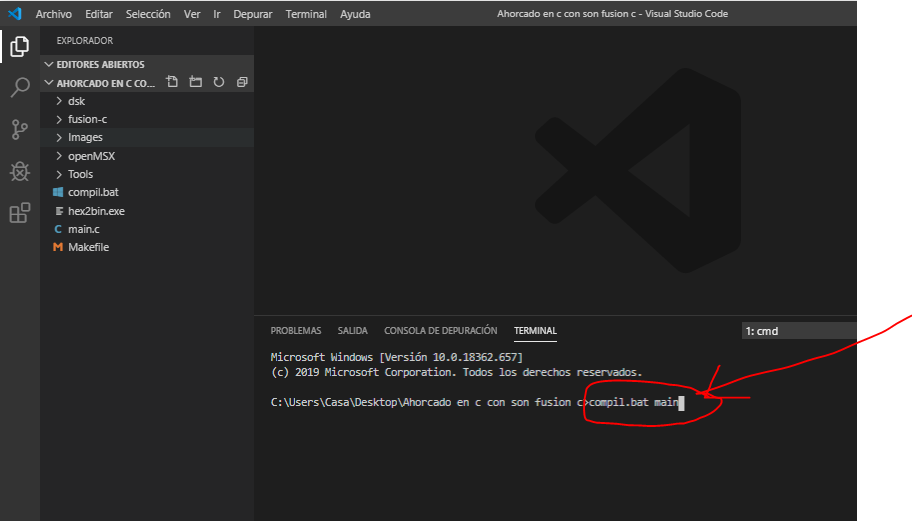 Archivo Editar Selección Ver Ir Depurar Terminal Ayuda Ahorcado en c con son fusion c - Visual Studio Code
EXPLORADOR
EDITORES ABIERTOS
AHORCADO EN C CO...
dsk
fusion-c
Images
openMSX
Tools
compil.bat
hex2bin.exe
C main.c
M Makefile
PROBLEMAS SALIDA CONSOLA DE DEPURACIÓN TERMINAL 1: cmd
Microsoft Windows [Versión 10.0.18362.657]
(c) 2019 Microsoft Corporation. Todos los derechos reservados.
C:\Users\Casa\Desktop\Ahorcado en c con son fusion c>compil.bat main